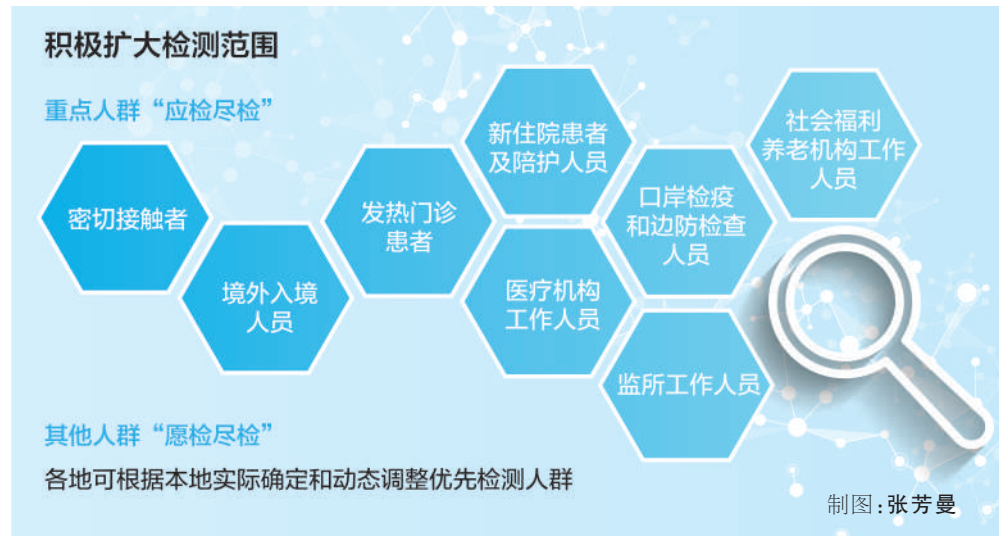 积极扩大检测范围
重点人群“应检尽检”
密切接触者
境外入境
人员
发热门诊
患者
新住院患者
及陪护人员
医疗机构
工作人员
口岸检疫
和边防检查
人员
监所工作人员
社会福利
养老机构工作
人员
其他人群“愿检尽检”
各地可根据本地实际确定和动态调整优先检测人群
制图:张芳曼